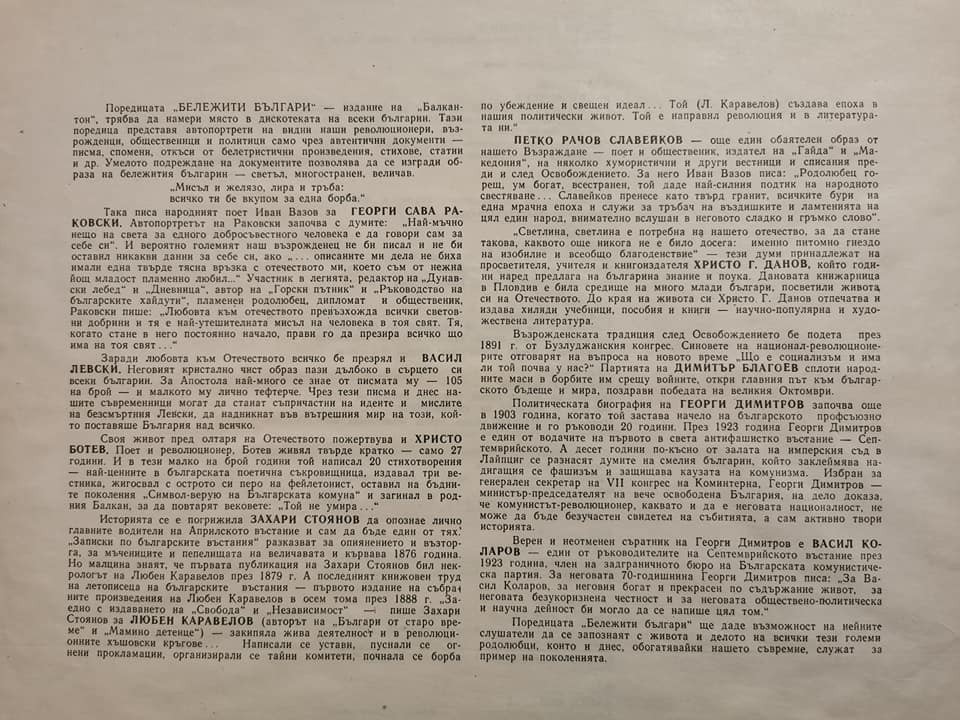 Поредицата „БЕЛЕЖИТИ БЪЛГАРИ“ — издание на „Балкан-
тон“, трябва да намери място в дискотеката на всеки българин. Тази
поредица представя автопортрети на видни наши революционери, въз-
рожденци, общественици и политици само чрез автентични документи —
писма, спомени, откъси от белетристични произведения, стихове, статии
и др. Умелото подреждане на документите позволява да се изгради об-
раза на бележития българин — светъл, многостранен, величав.
„Мисъл и желязо, лира и тръба:
всичко ти бе вкупом за една борба.“
Така писа народният поет Иван Вазов за ГЕОРГИ САВА РА-
КОВСКИ. Автопортретът на Раковски започва с думите: „Най-мъчно
нещо на света за едного добросъвестного человека е да говори сам за
себе си“. И вероятно големият наш възрожденец не би писал и не би
оставил никакви данни за себе си, ако „... описаните ми дела не биха
имали една твърде тясна връзка с отечеството ми, което съм от нежна
йощ младост пламенно любил...“ Участник в легията, редактор на „Дунав-
ски лебед“ и „Дневница“, автор на „Горски пътник“ и „Ръководство на
българските хайдути“, пламенен родолюбец, дипломат и общественик,
Раковски пише: „Любовта към отечеството превъзхожда всички светов-
ни добрини и тя е най-утешителната мисъл на человека в тоя свят. Тя,
когато стане в него постоянно начало, прави го да презира всичко що
има на тоя свят...“
Заради любовта към Отечеството всичко бе презрял и ВАСИЛ
ЛЕВСКИ. Неговият кристално чист образ пази дълбоко в сърцето си
всеки българин. За Апостола най-много се знае от писмата му — 105
на брой — и малкото му лично тефтерче. Чрез тези писма и днес на-
шите съвременници могат да станат съпричастни на идеите и мислите
на безсмъртния Левски, да надникнат във вътрешния мир на този, кой-
то поставяше България над всичко.
Своя живот пред олтаря на Отечеството пожертвува и ХРИСТО
БОТЕВ. Поет и революционер, Ботев живял твърде кратко — само 27
години. И в тези малко на брой години той написал 20 стихотворения
— най-ценните в българската поетична съкровищница, издавал три ве-
стника, жигосвал с острото си перо на фейлетонист, оставил на бъдни-
те поколения „Символ-верую на Българската комуна“ и загинал в род-
ния Балкан, за да повтарят вековете: „Той не умира...“
Историята се е погрижила ЗАХАРИ СТОЯНОВ да опознае лично
главните водители на Априлското въстание и сам да бъде един от тях.
„Записки по българските въстания“ разказват за опиянението и възтор-
га, за мъчениците и пепелищата на величавата и кървава 1876 година.
Но малцина знаят, че първата публикация на Захари Стоянов бил нек-
рологът на Любен Каравелов през 1879 г. А последният книжовен труд
на летописеца на българските въстания — първото издание на събра-
ните произведения на Любен Каравелов в осем тома през 1888 г. „За-
едно с издаването на „Свобода“ и „Независимост“ — пише Захари
Стоянов за ЛЮБЕН КАРАВЕЛОВ (авторът на „Българи от старо вре-
ме“ и „Мамино детенце“) — закипяла жива деятелност и в революци-
онните хъшовски кръгове... Написали се устави, пуснали се ог-
нени прокламации, организирали се тайни комитети, почнала се борба
по убеждение и свещен идеал... Той (Л. Каравелов) създава епоха в
нашия политически живот. Той е направил революция и в литература-
та ни.“
ПЕТКО РАЧОВ СЛАВЕЙКОВ — още един обаятелен образ от
нашето Възраждане — поет и общественик, издател на „Гайда“ и „Ма-
кедония“, на няколко хумористични и други вестници и списания пре-
ди и след Освобождението. За него Иван Вазов писа: „Родолюбец го-
рещ, ум богат, всестранен, той даде най-силния подтик на народното
свестяване... Славейков пренесе като твърд гранит, всичките бури на
една мрачна епоха и служи за тръбач на въздишките и ламтенията на
цял един народ, внимателно вслушан в неговото сладко и гръмко слово“.
„Светлина, светлина е потребна на нашето отечество, за да стане
такова, каквото още никога не е било досега: именно питомно гнездо
на изобилие и всеобщо благоденствие“ — тези думи принадлежат на
просветителя, учителя и книгоиздателя ХРИСТО Г. ДАНОВ, който годи-
ни наред предлага на българина знание и поука. Дановата книжарница
в Пловдив е била средище на много млади българи, посветили живота
си на Отечеството. До края на живота си Христо Г. Данов отпечатва и
издава хиляди учебници, пособия и книги — научно-популярна и худо-
жествена литература.
Възрожденската традиция след Освобождението бе подета през
1891 г. от Бузлуджанския конгрес. Синовете на национал-революционе-
рите отговарят на въпроса на новото време „Що е социализъм и има
ли той почва у нас?“ Партията на ДИМИТЪР БЛАГОЕВ сплоти народ-
ните маси в борбите им срещу войните, откри главния път към българ-
ското бъдеще и мира, поздрави победата на великия Октомври.
Политическата биография на ГЕОРГИ ДИМИТРОВ започва още
в 1903 година, когато той застава начело на българското профсъюзно
движение и го ръководи 20 години. През 1923 година Георги Димитров
е един от водачите на първото в света антифашистко въстание — Сеп-
темврийското. А десет години по-късно от залата на имперския съд в
Лайпциг се разнасят думите на смелия българин, който заклеймява на-
дигащия се фашизъм и защищава каузата на комунизма. Избран за
генерален секретар на VII конгрес на Коминтерна, Георги Димитров —
министър-председателят на вече освободена България, на дело доказа,
че комунистът-революционер, каквато и да е неговата националност, не
може да бъде безучастен свидетел на събитията, а сам активно твори
историята.
Верен и неотменен съратник на Георги Димитров е ВАСИЛ КО-
ЛАРОВ — един от ръководителите на Септемврийското въстание през
1923 година, член на задграничното бюро на Българската комунистиче-
ска партия. За неговата 70-годишнина Георги Димитров писа: „За Ва-
сил Коларов, за неговия богат и прекрасен по съдържание живот, за
неговата безукоризнена честност и за неговата обществено-политическа
и научна дейност би могло да се напише цял том.“
Поредицата „Бележити българи“ ще даде възможност на нейните
слушатели да се запознаят с живота и делото на всички тези големи
родолюбци, които и днес, обогатявайки нашето съвремие, служат за
пример на поколенията.